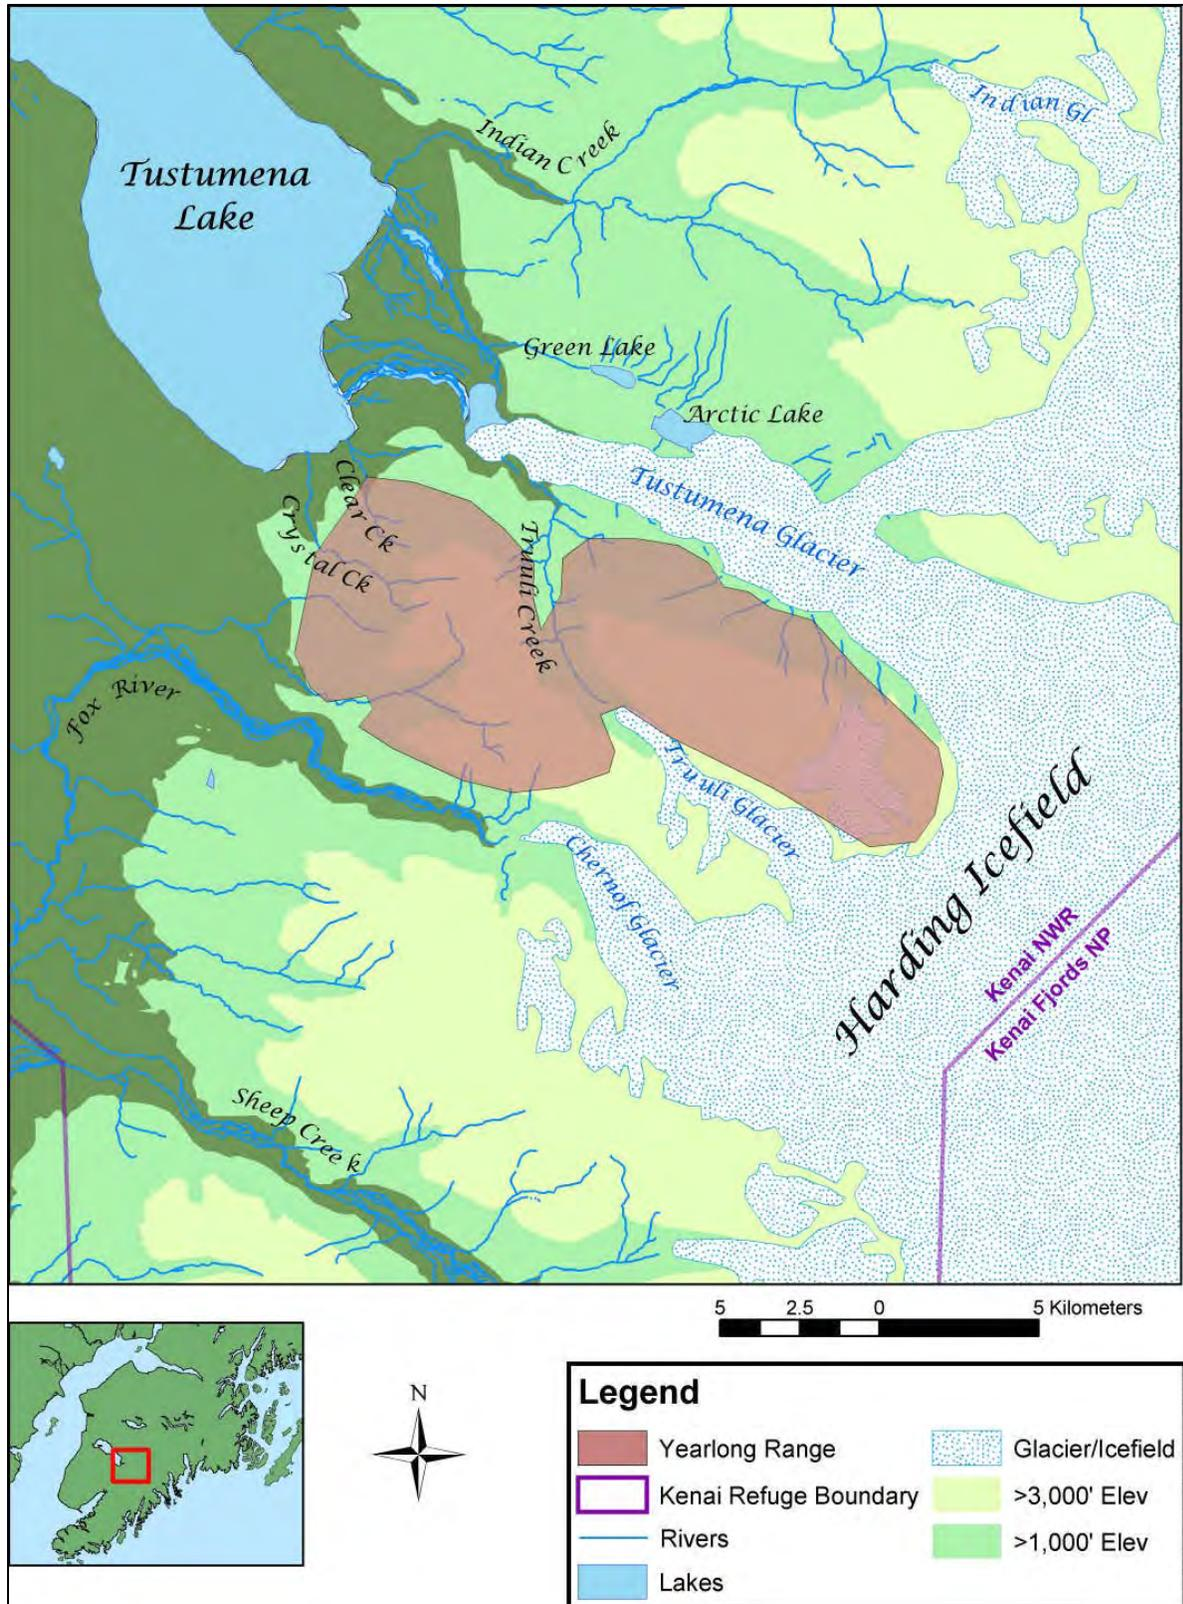 Indian Gl
Indian Creek
Tustumena
Lake
Green Lake
Arctic Lake
Tustumena Glacier
Clear Ck
Crystal Ck
Truuli Creek
Fox River
Truuli Glacier
Chernof Glacier
Harding Icefield
Kenai NWR
Kenai Fjords NP
Sheep Creek
5 2.5 0 5 Kilometers
N
Legend
Yearlong Range
Kenai Refuge Boundary
Rivers
Lakes
Glacier/Icefield
>3,000' Elev
>1,000' Elev